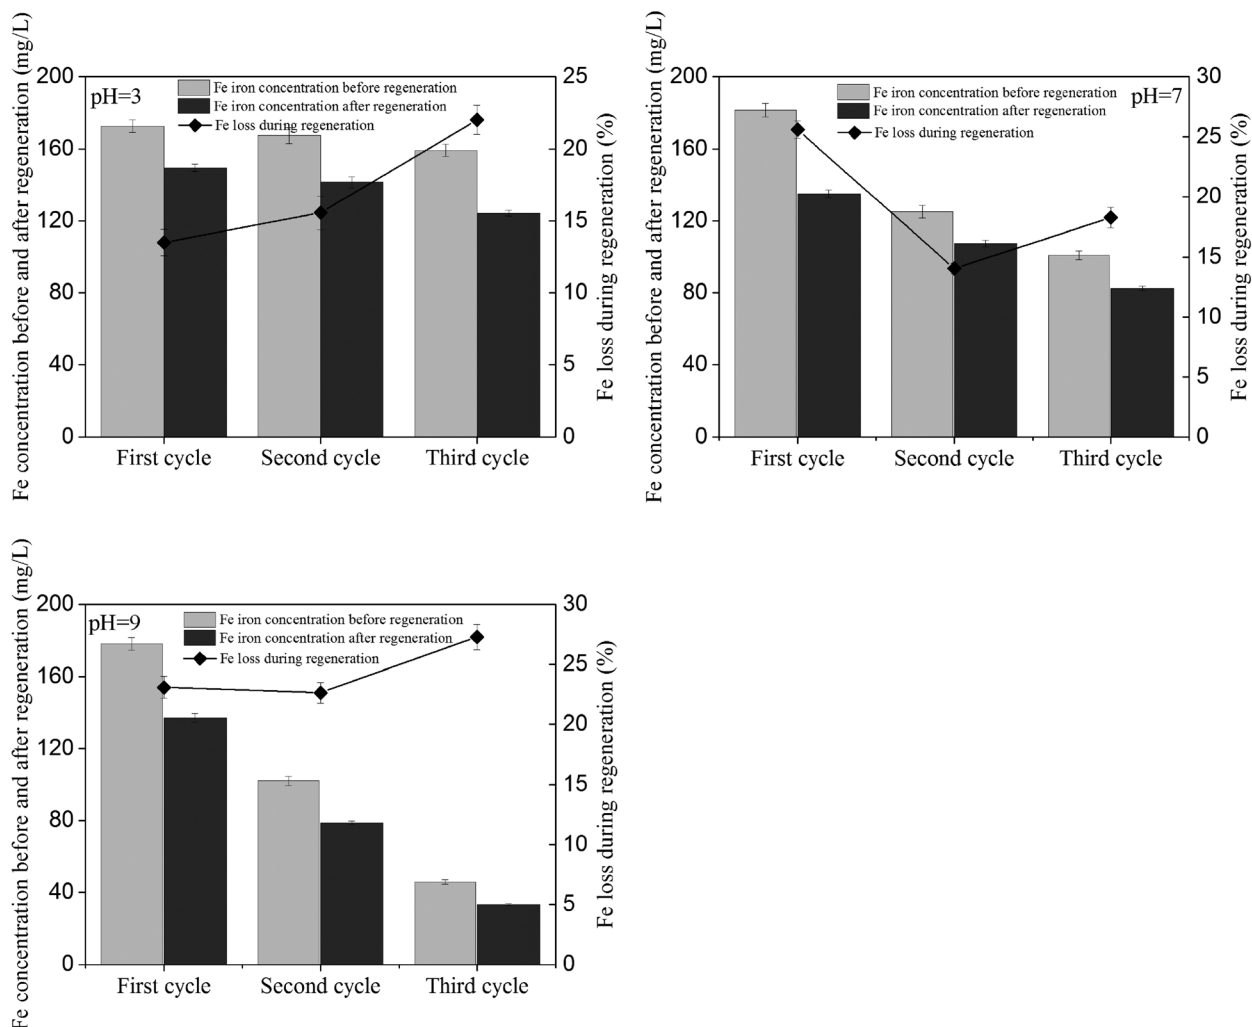 Fe concentration before and after regeneration (mg/L)
200
160
120
80
40
0
pH=3
Fe iron concentration before regeneration
Fe iron concentration after regeneration
Fe loss during regeneration
25
20
15
10
5
0
Fe loss during regeneration (%)
First cycle
Second cycle
Third cycle
Fe concentration before and after regeneration (mg/L)
200
160
120
80
40
0
Fe iron concentration before regeneration
Fe iron concentration after regeneration
Fe loss during regeneration
pH=7
30
25
20
15
10
5
0
Fe loss during regeneration (%)
First cycle
Second cycle
Third cycle
Fe concentration before and after regeneration (mg/L)
200
160
120
80
40
0
pH=9
Fe iron concentration before regeneration
Fe iron concentration after regeneration
Fe loss during regeneration
30
25
20
15
10
5
0
Fe loss during regeneration (%)
First cycle
Second cycle
Third cycle